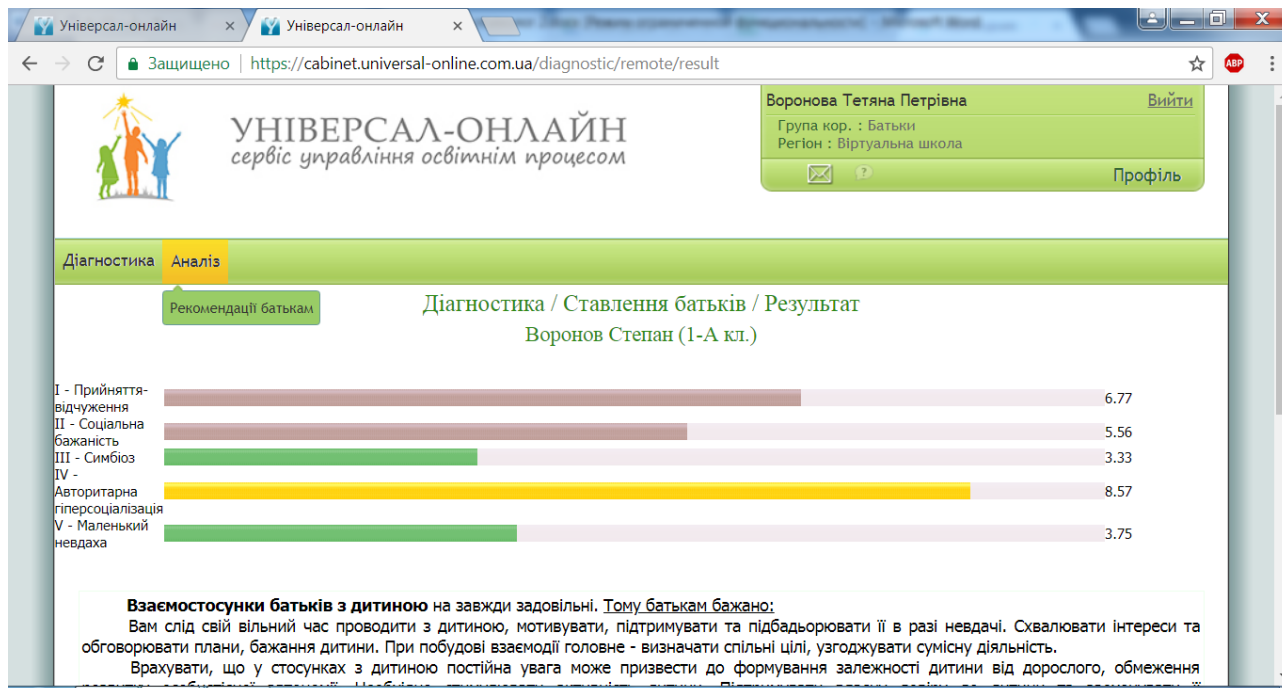 Універсал-онлайн
Універсал-онлайн
Защищено | https://cabinet.universal-online.com.ua/diagnostic/remote/result
ABP
УНІВЕРСАЛ-ОНЛАЙН
сервіс управління освітнім процесом
Воронова Тетяна Петрівна Вийти
Група кор. : Батьки
Регіон : Віртуальна школа
? Профіль
Діагностика Аналіз
Рекомендації батькам
Діагностика / Ставлення батьків / Результат
Воронов Степан (1-А кл.)
I - Прийняття-
відчуження
6.77
II - Соціальна
бажаність
5.56
III - Симбіоз 3.33
IV -
Авторитарна
гіперсоціалізація
8.57
V - Маленький
невдаха
3.75
Взаємостосунки батьків з дитиною на завжди задовільні. Тому батькам бажано:
Вам слід свій вільний час проводити з дитиною, мотивувати, підтримувати та підбадьорювати її в разі невдачі. Схвалювати інтереси та
обговорювати плани, бажання дитини. При побудові взаємодії головне - визначати спільні цілі, узгоджувати сумісну діяльність.
Врахувати, що у стосунках з дитиною постійна увага може призвести до формування залежності дитини від дорослого, обмеження